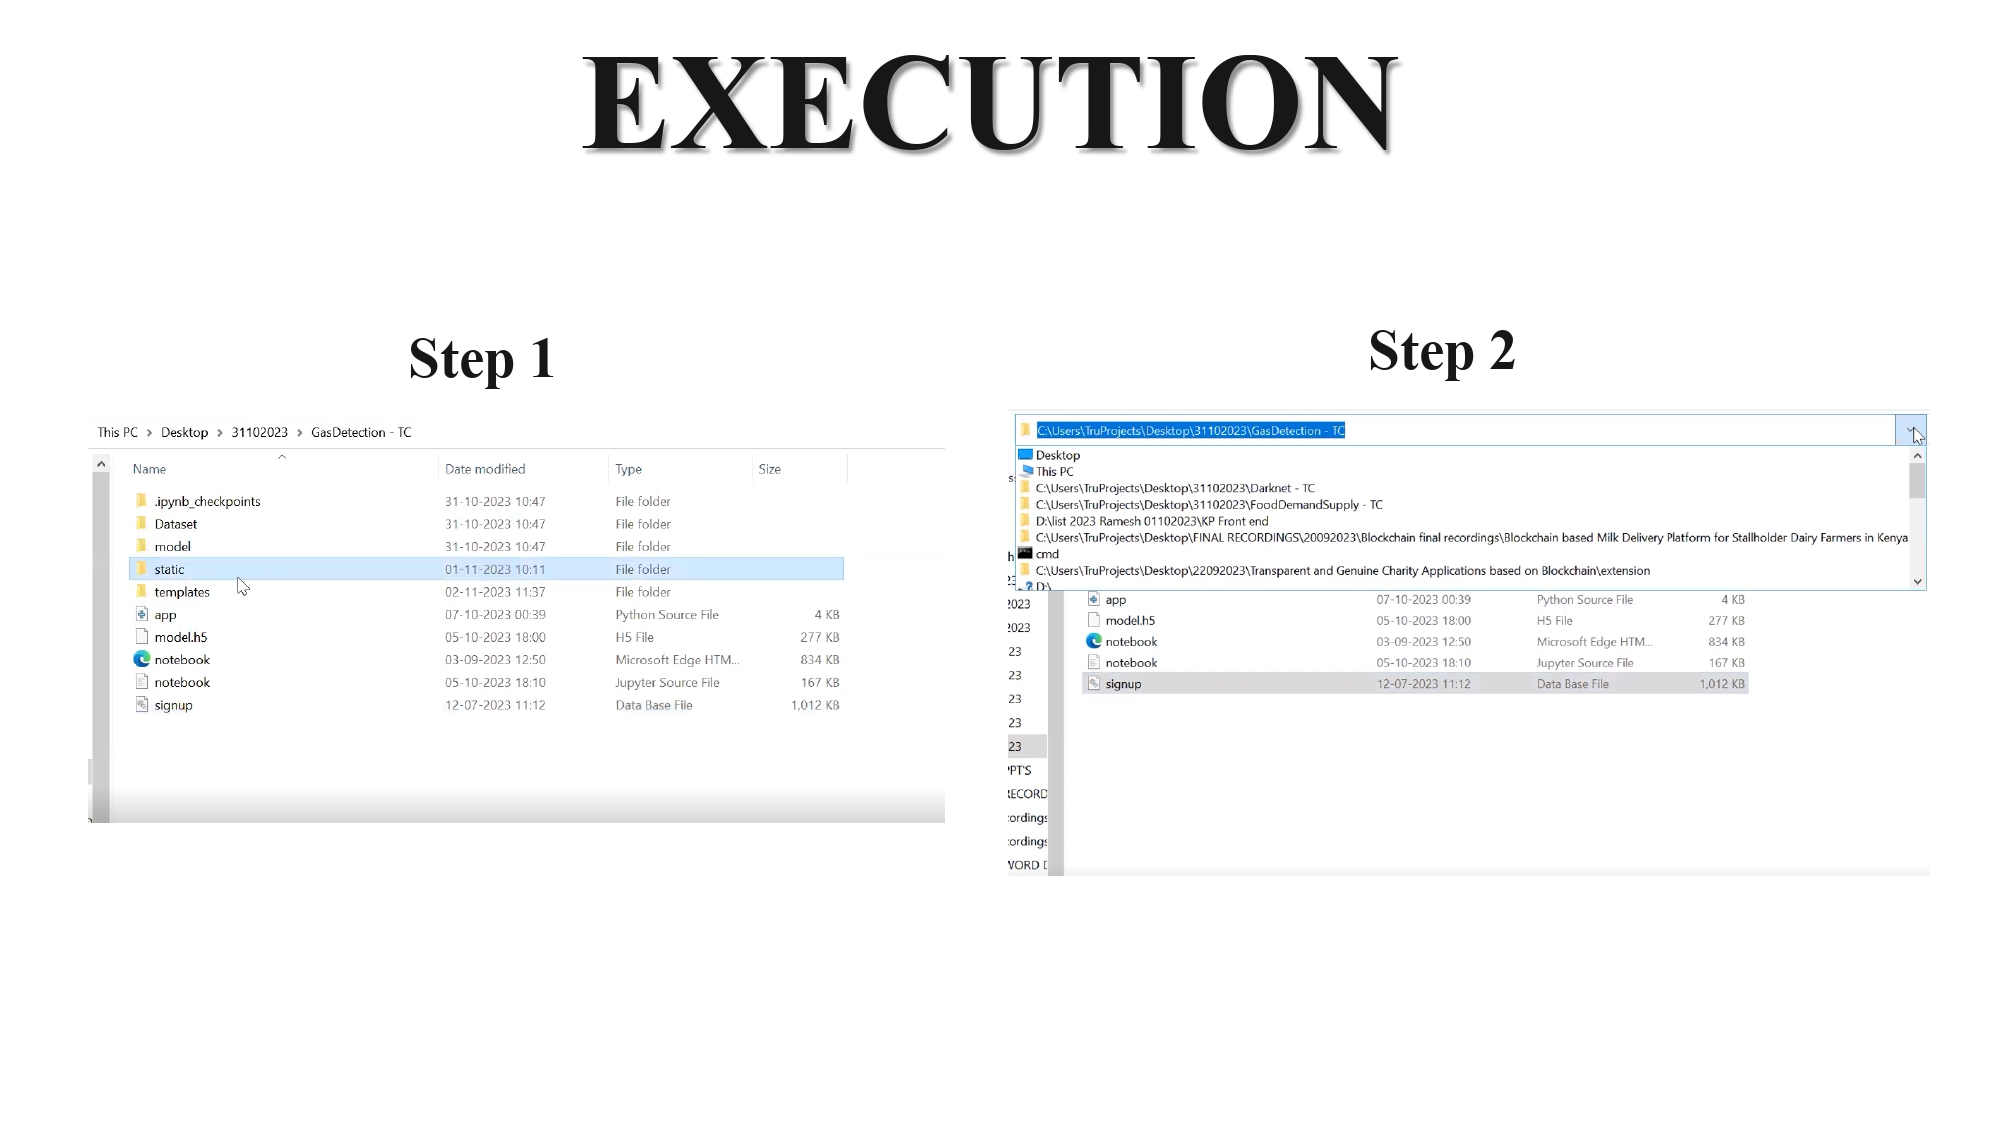 EXECUTION
Step 1
This PC > Desktop > 31102023 > GasDetection - TC
Name Date modified Type Size
.ipynb_checkpoints 31-10-2023 10:47 File folder
Dataset 31-10-2023 10:47 File folder
model 31-10-2023 10:47 File folder
static 01-11-2023 10:11 File folder
templates 02-11-2023 11:37 File folder
app 07-10-2023 00:39 Python Source File 4 KB
model.h5 05-10-2023 18:00 H5 File 277 KB
notebook 03-09-2023 12:50 Microsoft Edge HTM... 834 KB
notebook 05-10-2023 18:10 Jupyter Source File 167 KB
signup 12-07-2023 11:12 Data Base File 1,012 KB
Step 2
C:\Users\TruProjects\Desktop\31102023\GasDetection - TC
Desktop
This PC
C:\Users\TruProjects\Desktop\31102023\Darknet - TC
C:\Users\TruProjects\Desktop\31102023\FoodDemandSupply - TC
D:\list 2023 Ramesh 01102023\KP Front end
C:\Users\TruProjects\Desktop\FINAL RECORDINGS\20092023\Blockchain final recordings\Blockchain based Milk Delivery Platform for Stallholder Dairy Farmers in Kenya
cmd
C:\Users\TruProjects\Desktop\22092023\Transparent and Genuine Charity Applications based on Blockchain\extension
D:\
app 07-10-2023 00:39 Python Source File 4 KB
model.h5 05-10-2023 18:00 H5 File 277 KB
notebook 03-09-2023 12:50 Microsoft Edge HTM... 834 KB
notebook 05-10-2023 18:10 Jupyter Source File 167 KB
signup 12-07-2023 11:12 Data Base File 1,012 KB
2023
2023
23
23
23
23
23
PPT'S
RECORD
cordings
cordings
WORD